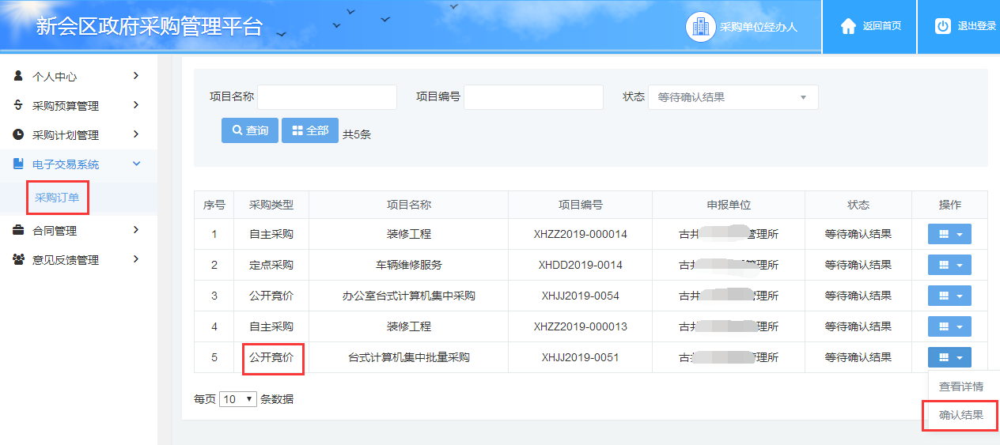 新会区政府采购管理平台
采购单位经办人
返回首页
退出登录
个人中心
采购预算管理
采购计划管理
电子交易系统
采购订单
合同管理
意见反馈管理
项目名称 项目编号 状态 等待确认结果
查询 全部 共5条
序号 采购类型 项目名称 项目编号 申报单位 状态 操作
1 自主采购 装修工程 XHZZ2019-000014 古井 管理所 等待确认结果
2 定点采购 车辆维修服务 XHDD2019-0014 古井 管理所 等待确认结果
3 公开竞价 办公室台式计算机集中采购 XHJJ2019-0054 古井 管理所 等待确认结果
4 自主采购 装修工程 XHZZ2019-000013 古井 理所 等待确认结果
5 公开竞价 台式计算机集中批量采购 XHJJ2019-0051 古 理所 等待确认结果
每页 10 条数据
查看详情
确认结果